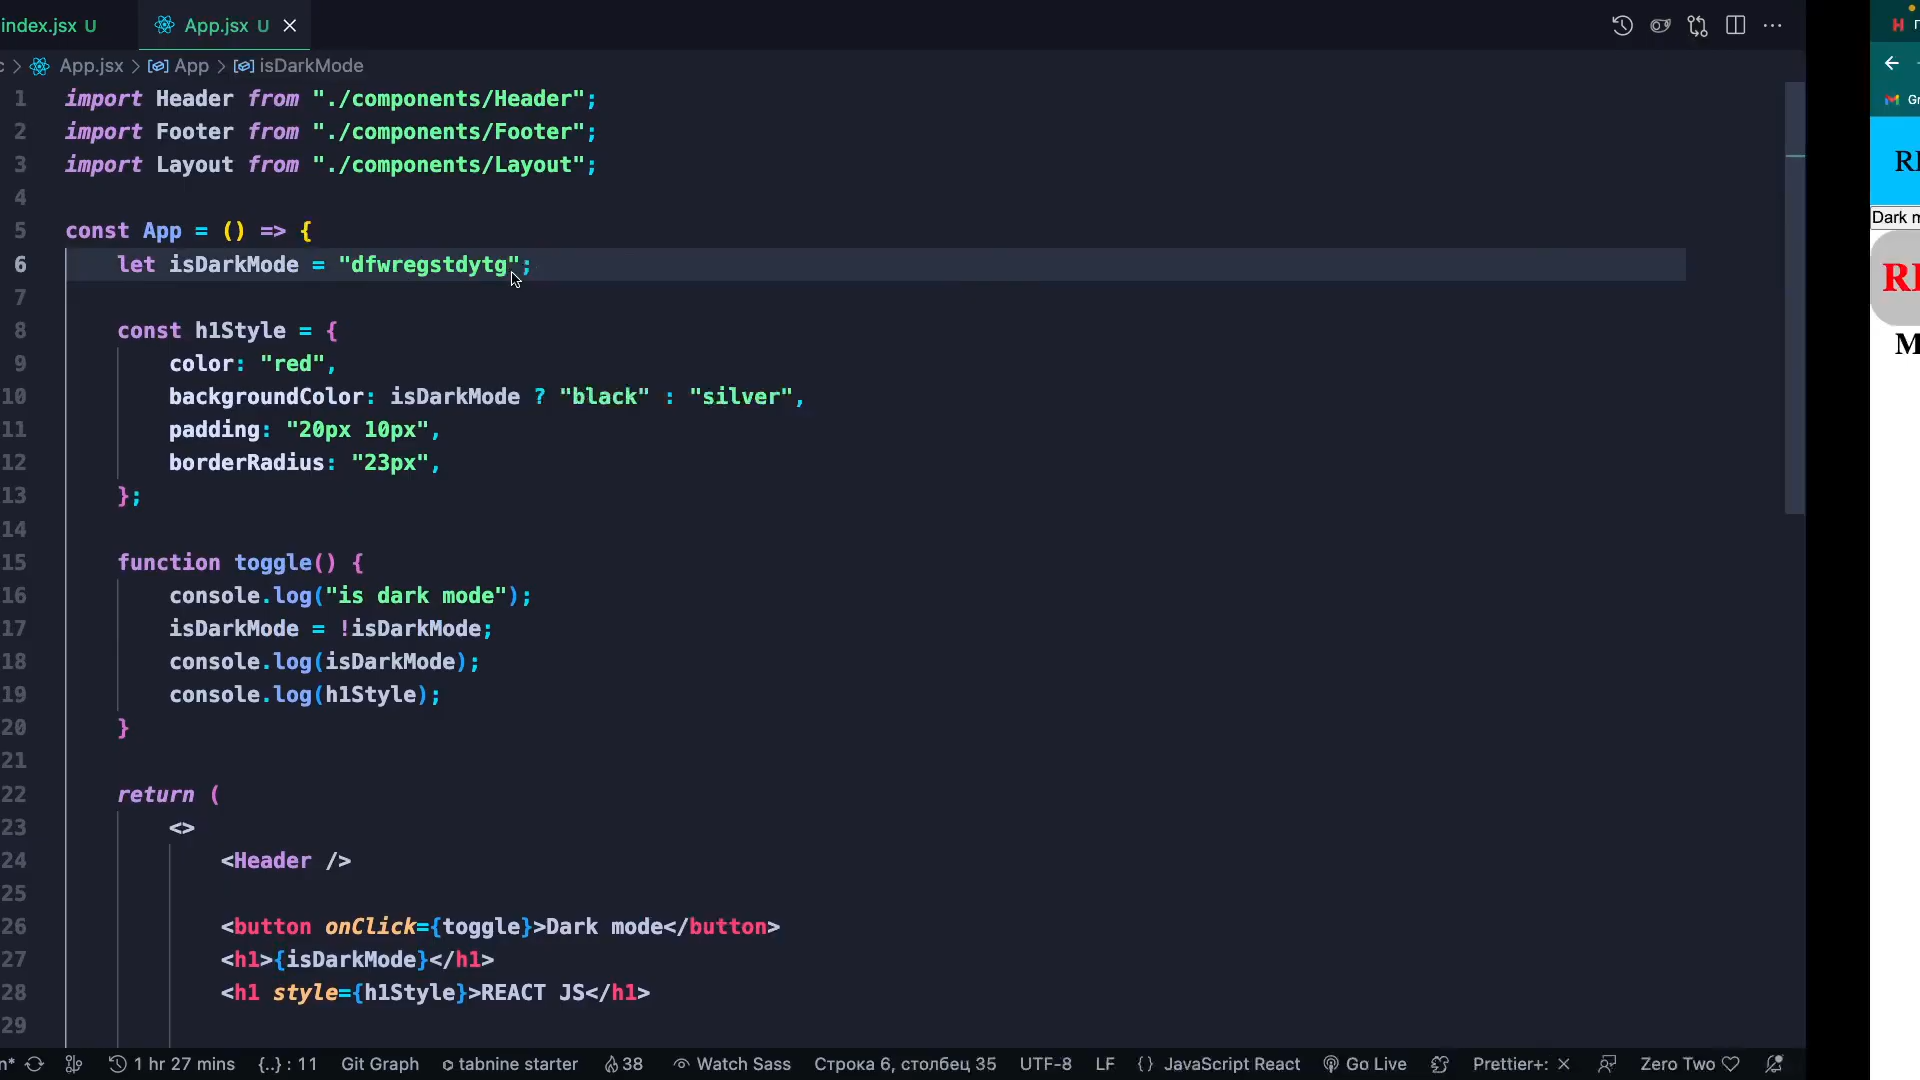 index.jsx U App.jsx U
App.jsx > App > isDarkMode
1 import Header from "./components/Header";
2 import Footer from "./components/Footer";
3 import Layout from "./components/Layout";
4
5 const App = () => {
6 let isDarkMode = "dfwregstdytg";
7
8 const h1Style = {
9 color: "red",
10 backgroundColor: isDarkMode ? "black" : "silver",
11 padding: "20px 10px",
12 borderRadius: "23px",
13 };
14
15 function toggle() {
16 console.log("is dark mode");
17 isDarkMode = !isDarkMode;
18 console.log(isDarkMode);
19 console.log(h1Style);
20 }
21
22 return (
23 <>
24 <Header />
25
26 <button onClick={toggle}>Dark mode</button>
27 <h1>{isDarkMode}</h1>
28 <h1 style={h1Style}>REACT JS</h1>
29
1 hr 27 mins {..} : 11 Git Graph tabnine starter 38 Watch Sass Строка 6, столбец 35 UTF-8 LF {} JavaScript React Go Live Prettier+: × Zero Two
Dark